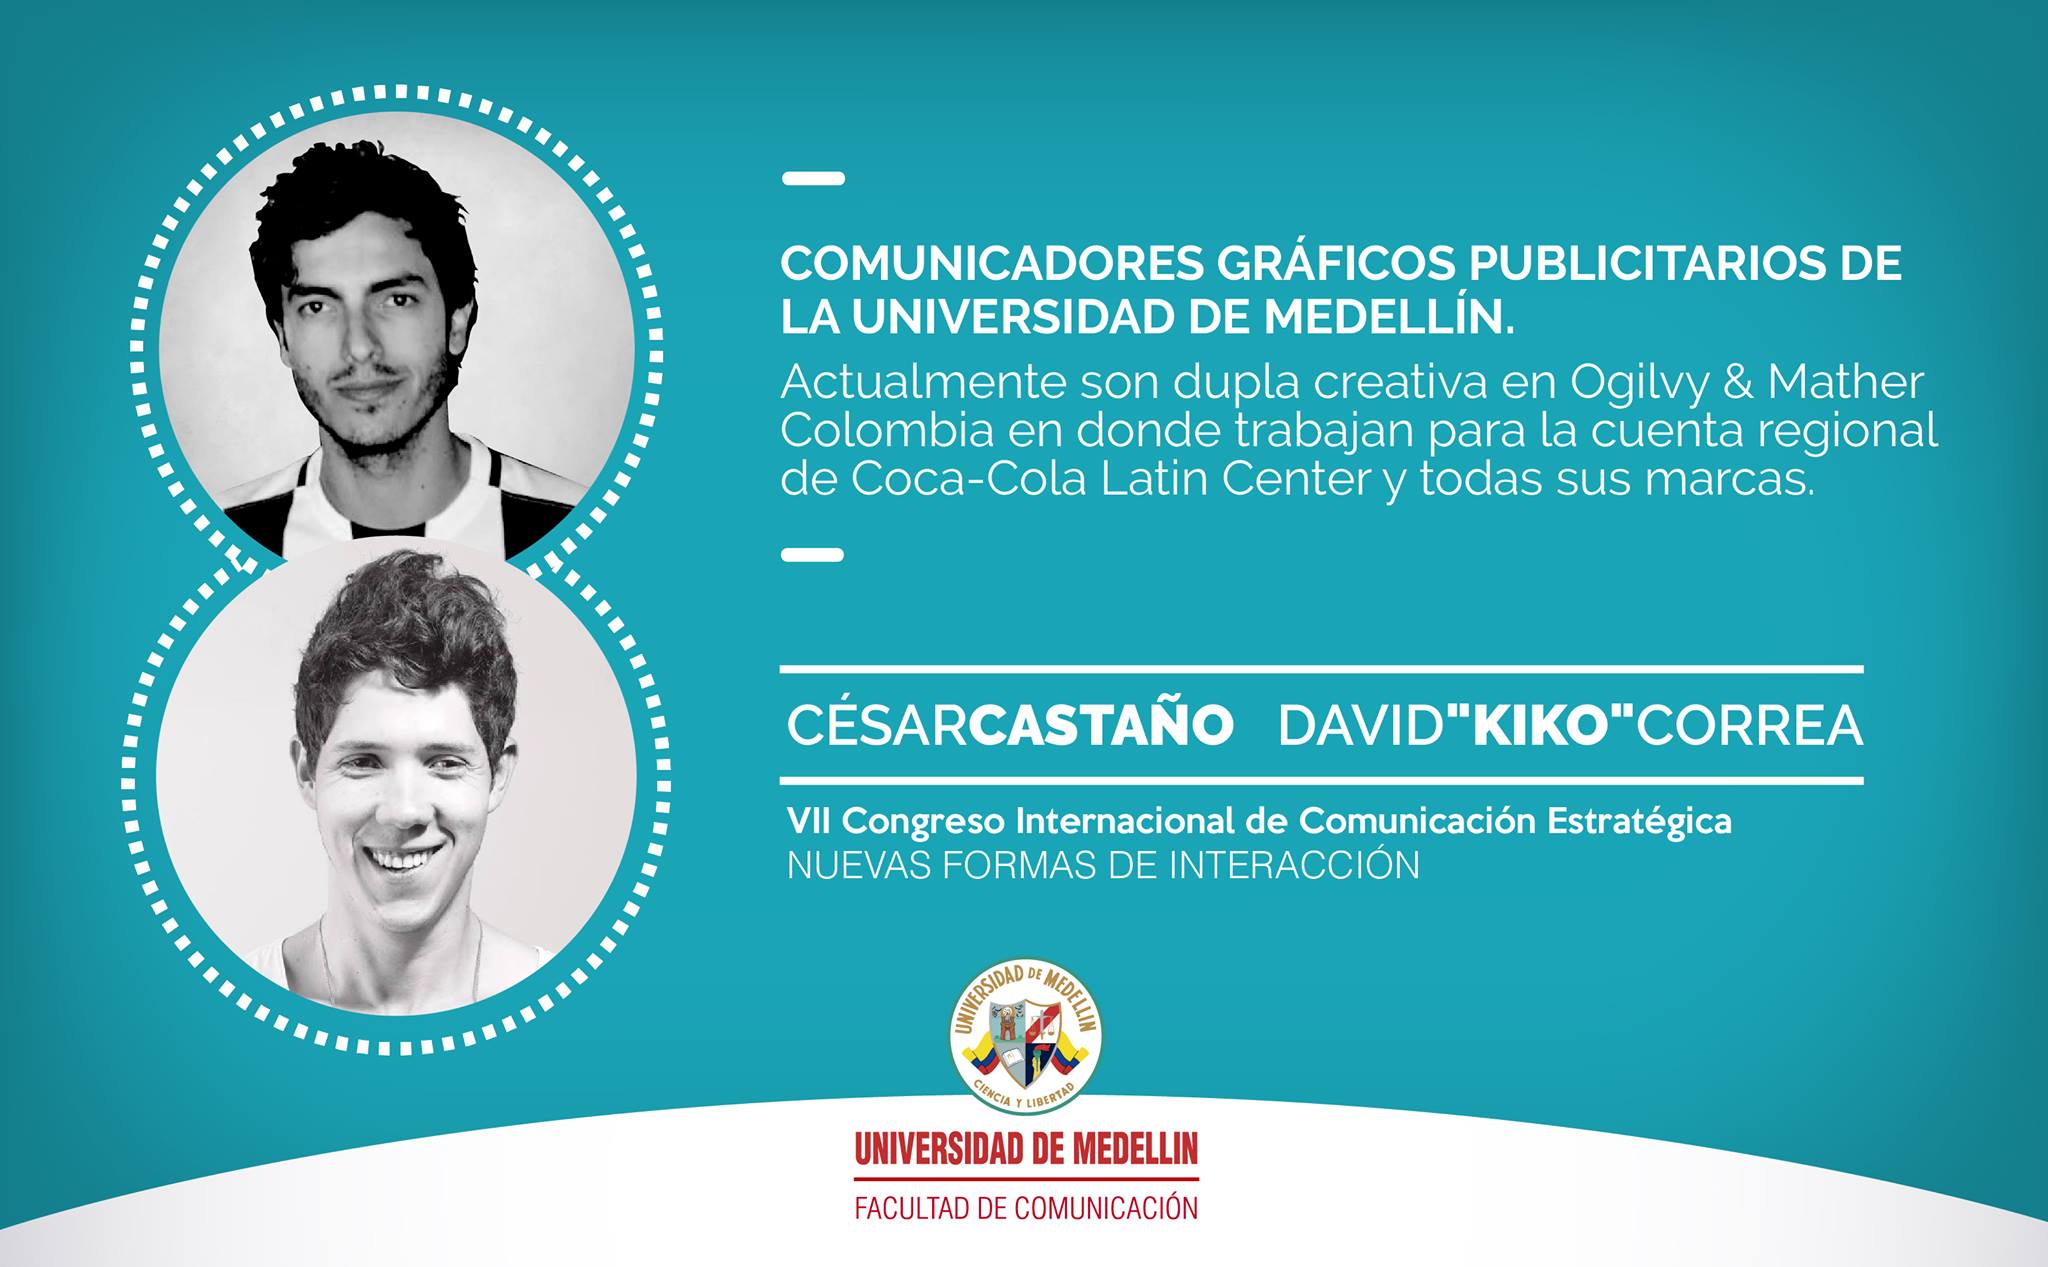 COMUNICADORES GRÁFICOS PUBLICITARIOS DE
LA UNIVERSIDAD DE MEDELLÍN.
Actualmente son dupla creativa en Ogilvy & Mather
Colombia en donde trabajan para la cuenta regional
de Coca-Cola Latin Center y todas sus marcas.
CÉSARCASTAÑO DAVID"KIKO"CORREA
VII Congreso Internacional de Comunicación Estratégica
NUEVAS FORMAS DE INTERACCIÓN
UNIVERSIDAD DE MEDELLIN
CIENCIA Y LIBERTAD
UNIVERSIDAD DE MEDELLIN
FACULTAD DE COMUNICACIÓN